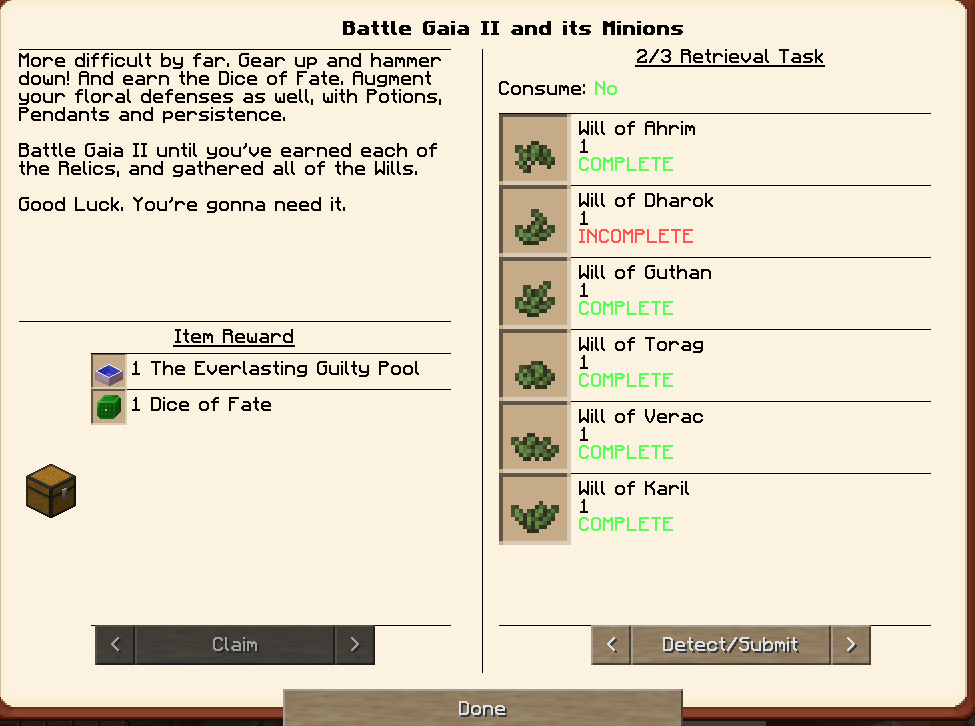 Battle Gaia II and its Minions
More difficult by far. Gear up and hammer
down! And earn the Dice of Fate. Augment
your floral defenses as well, with Potions,
Pendants and persistence.
Battle Gaia II until you've earned each of
the Relics, and gathered all of the Wills.
Good Luck. You're gonna need it.
Item Reward
1 The Everlasting Guilty Pool
1 Dice of Fate
< Claim >
2/3 Retrieval Task
Consume: No
Will of Ahrim
1
COMPLETE
Will of Dharok
1
INCOMPLETE
Will of Guthan
1
COMPLETE
Will of Torag
1
COMPLETE
Will of Verac
1
COMPLETE
Will of Karil
1
COMPLETE
< Detect/Submit >
Done